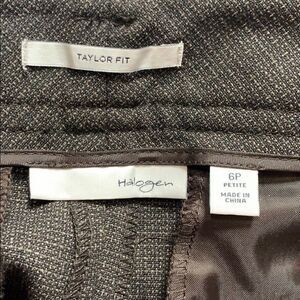 TAYLOR FIT
Halogen
6P
PETITE
MADE IN
CHINA